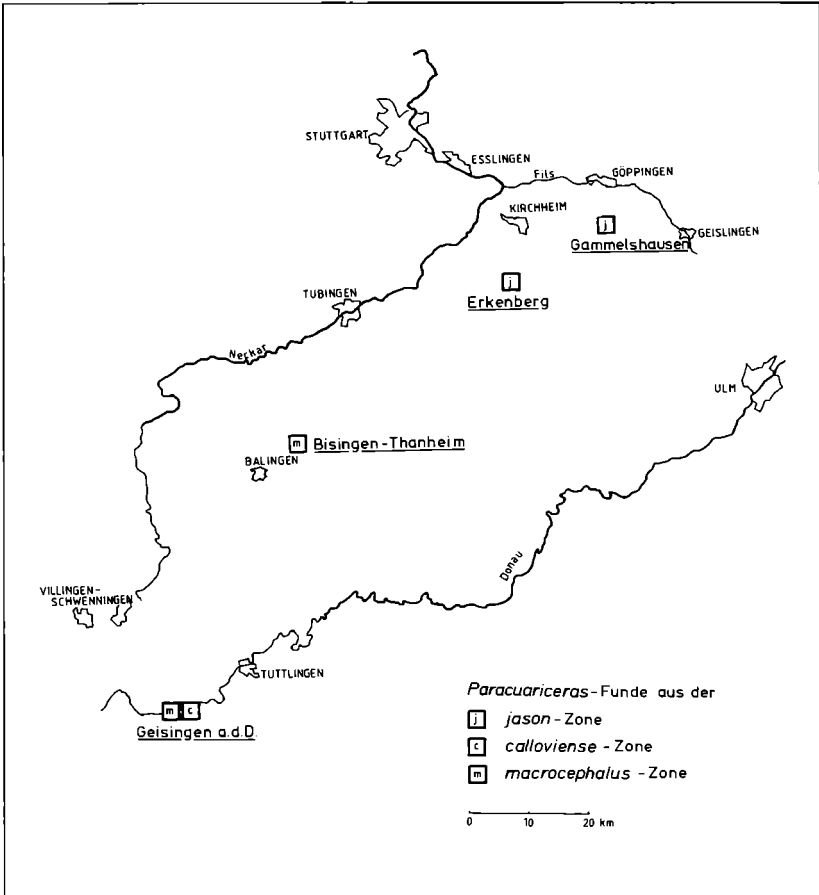 STUTTGART
ESSLINGEN
Fils
GÖPPINGEN
KIRCHHEIM
j
Gammelshausen
GEISLINGEN
j
Erkenberg
TÜBINGEN
Neckar
ULM
m Bisingen-Thanheim
BALINGEN
Donau
VILLINGEN-
SCHWENNINGEN
TUTTLINGEN
m c
Geisingen a.d.D.
Paracuariceras-Funde aus der
j jason-Zone
c calloviense - Zone
m macrocephalus - Zone
0 10 20 km